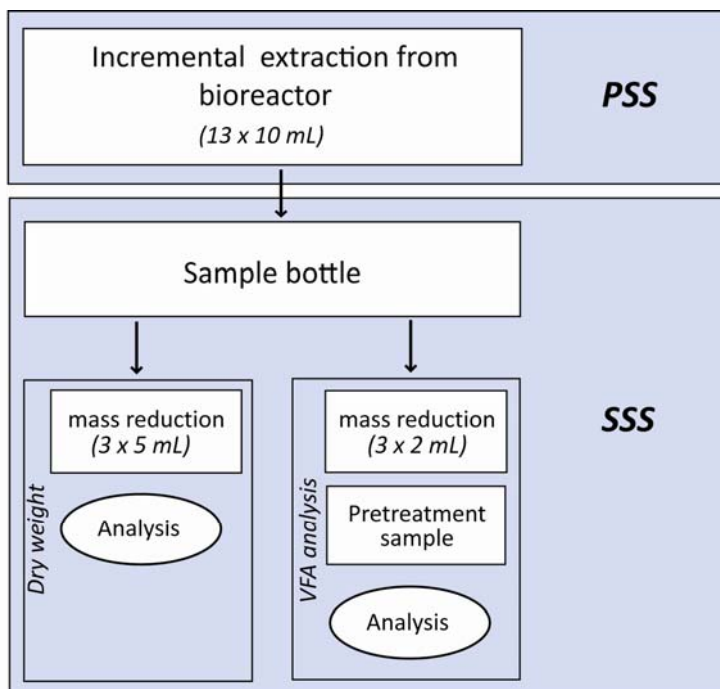 Incremental extraction from
bioreactor
(13 x 10 mL)
PSS
Sample bottle
SSS
Dry weight
mass reduction
(3 x 5 mL)
Analysis
VFA analysis
mass reduction
(3 x 2 mL)
Pretreatment
sample
Analysis